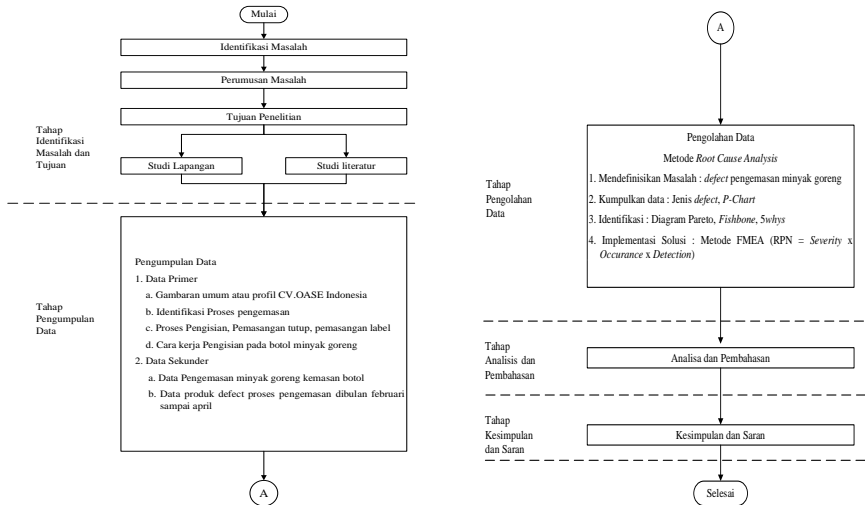 Mulai
Identifikasi Masalah
Perumusan Masalah
Tujuan Penelitian
Tahap
Identifikasi
Masalah dan
Tujuan
Studi Lapangan
Studi literatur
Tahap
Pengumpulan
Data
Pengumpulan Data
1. Data Primer
a. Gambaran umum atau profil CV.OASE Indonesia
b. Identifikasi Proses pengemasan
c. Proses Pengisian, Pemasangan tutup, pemasangan label
d. Cara kerja Pengisian pada botol minyak goreng
2. Data Sekunder
a. Data Pengemasan minyak goreng kemasan botol
b. Data produk defect proses pengemasan dibulan februari
sampai april
A
A
Tahap
Pengolahan
Data
Pengolahan Data
Metode Root Cause Analysis
1. Mendefinisikan Masalah : defect pengemasan minyak goreng
2. Kumpulkan data : Jenis defect, P-Chart
3. Identifikasi : Diagram Pareto, Fishbone, 5whys
4. Implementasi Solusi : Metode FMEA (RPN = Severity x
Occurance x Detection)
Tahap
Analisis dan
Pembahasan
Analisa dan Pembahasan
Tahap
Kesimpulan
dan Saran
Kesimpulan dan Saran
Selesai